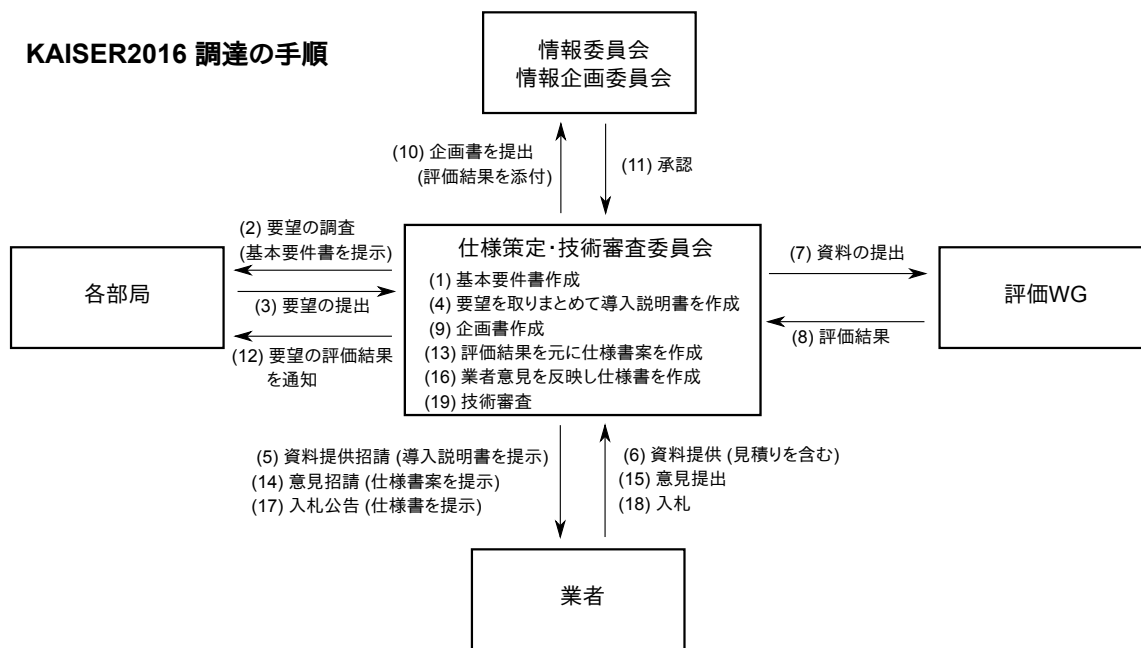 KAISER2016 調達の手順
情報委員会
情報企画委員会
(10) 企画書を提出
(評価結果を添付)
(11) 承認
(2) 要望の調査
(基本要件書を提示)
各部局
(3) 要望の提出
(12) 要望の評価結果
を通知
仕様策定・技術審査委員会
(1) 基本要件書作成
(4) 要望を取りまとめて導入説明書を作成
(9) 企画書作成
(13) 評価結果を元に仕様書案を作成
(16) 業者意見を反映し仕様書を作成
(19) 技術審査
(7) 資料の提出
評価WG
(8) 評価結果
(5) 資料提供招請 (導入説明書を提示)
(14) 意見招請 (仕様書案を提示)
(17) 入札公告 (仕様書を提示)
(6) 資料提供 (見積りを含む)
(15) 意見提出
(18) 入札
業者